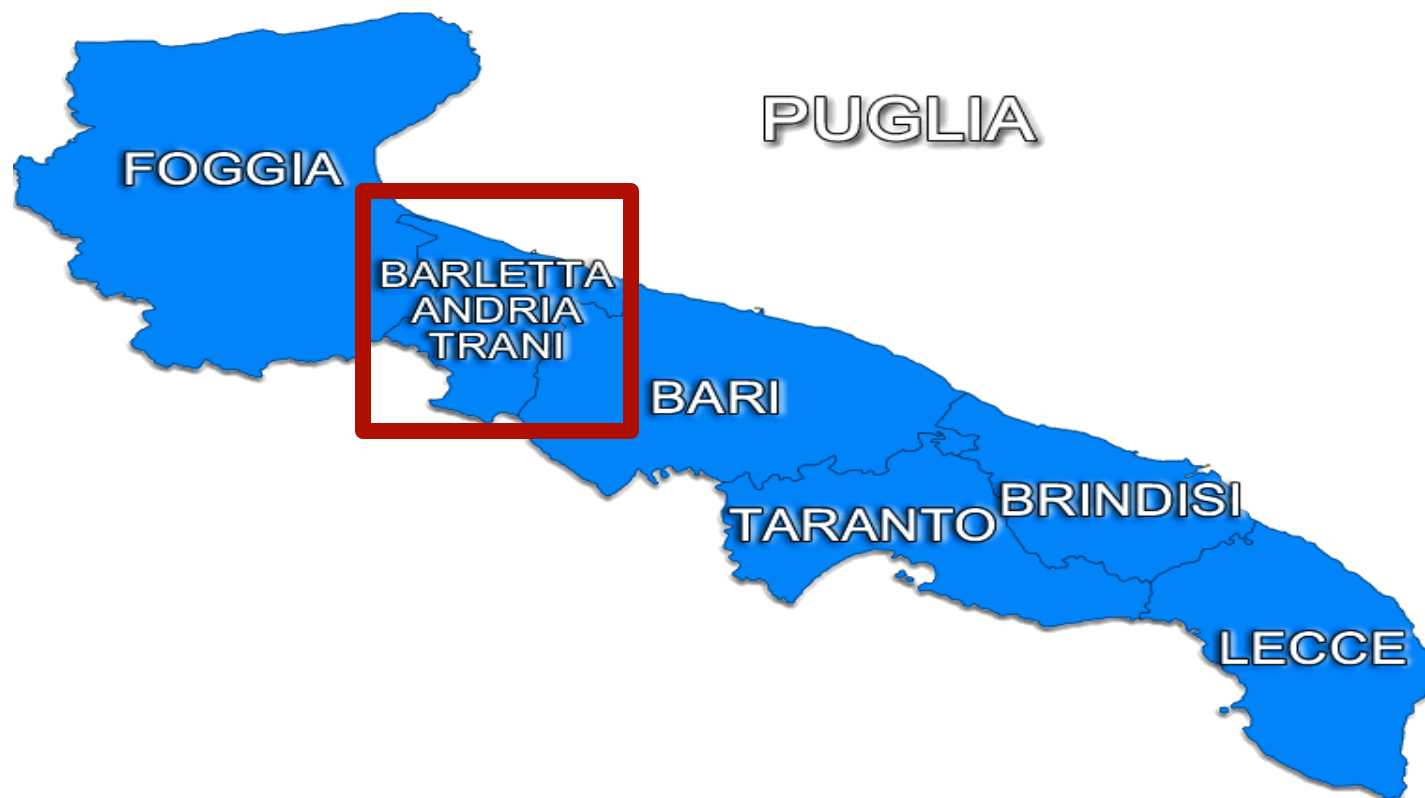 PUGLIA
FOGGIA
BARLETTA
ANDRIA
TRANI
BARI
BRINDISI
TARANTO
LECCE